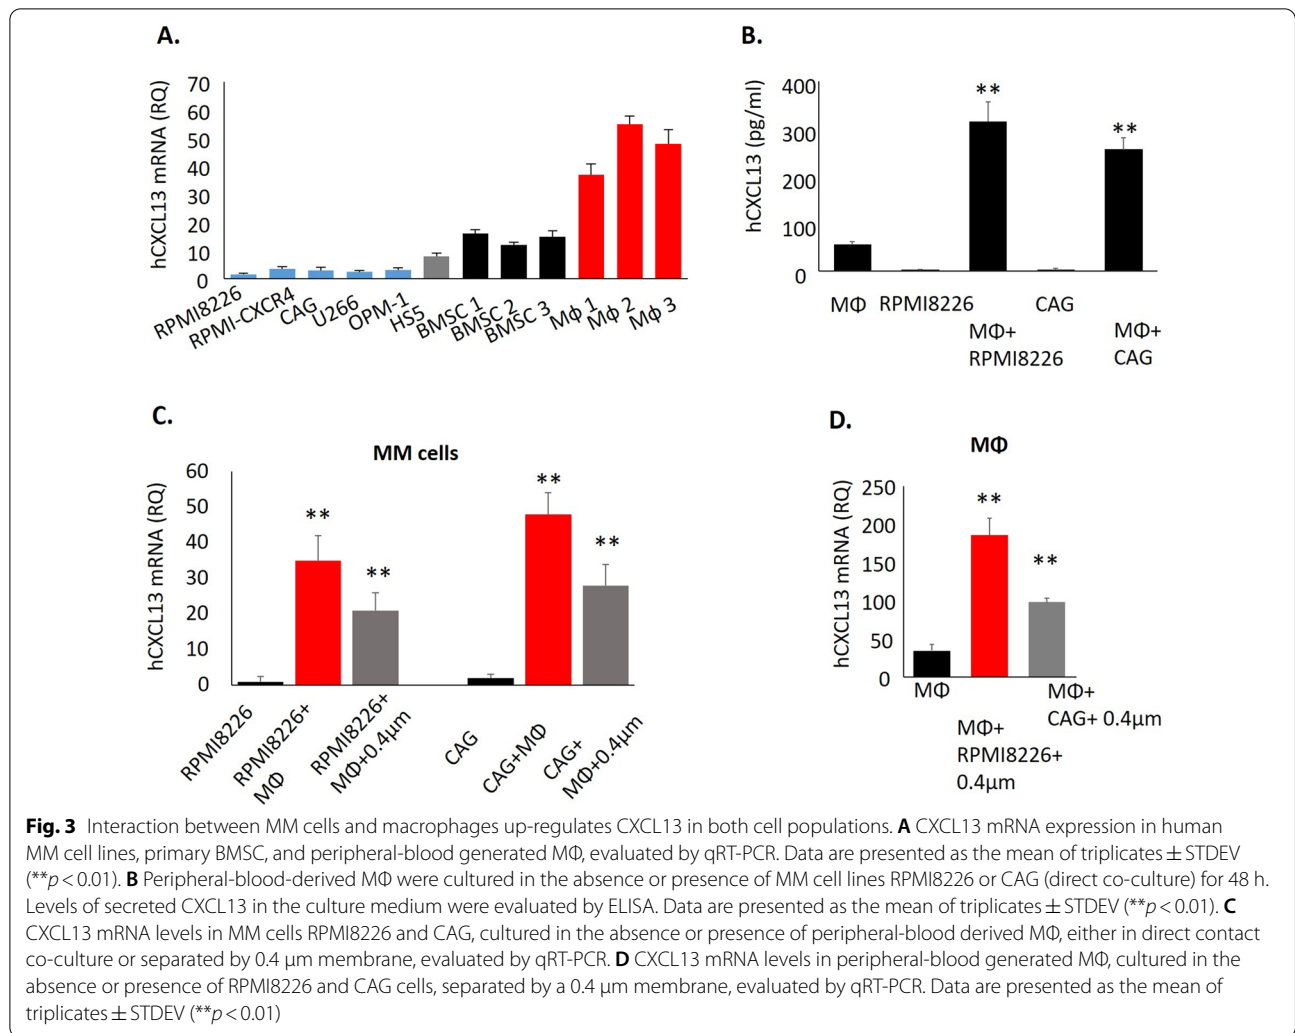 A.
hCXCL13 mRNA (RQ)
70
60
50
40
30
20
10
0
RPMI8226
RPMI-CXCR4
CAG
U266
OPM-1
HS5
BMSC 1
BMSC 2
BMSC 3
MΦ 1
MΦ 2
MΦ 3
B.
hCXCL13 (pg/ml)
400
300
200
100
0
**
**
MΦ
RPMI8226
MΦ+
RPMI8226
CAG
MΦ+
CAG
C.
MM cells
hCXCL13 mRNA (RQ)
60
50
40
30
20
10
0
**
**
**
**
RPMI8226
RPMI8226+
MΦ
RPMI8226+
MΦ+0.4μm
CAG
CAG+MΦ
CAG+
MΦ+0.4μm
D.
MΦ
hCXCL13 mRNA (RQ)
250
200
150
100
50
0
**
**
MΦ
MΦ+
RPMI8226+
0.4μm
MΦ+
CAG+ 0.4μm
Fig. 3 Interaction between MM cells and macrophages up-regulates CXCL13 in both cell populations. A CXCL13 mRNA expression in human
MM cell lines, primary BMSC, and peripheral-blood generated MΦ, evaluated by qRT-PCR. Data are presented as the mean of triplicates ± STDEV
(**p < 0.01). B Peripheral-blood-derived MΦ were cultured in the absence or presence of MM cell lines RPMI8226 or CAG (direct co-culture) for 48 h.
Levels of secreted CXCL13 in the culture medium were evaluated by ELISA. Data are presented as the mean of triplicates ± STDEV (**p < 0.01). C
CXCL13 mRNA levels in MM cells RPMI8226 and CAG, cultured in the absence or presence of peripheral-blood derived MΦ, either in direct contact
co-culture or separated by 0.4 μm membrane, evaluated by qRT-PCR. D CXCL13 mRNA levels in peripheral-blood generated MΦ, cultured in the
absence or presence of RPMI8226 and CAG cells, separated by a 0.4 μm membrane, evaluated by qRT-PCR. Data are presented as the mean of
triplicates ± STDEV (**p < 0.01)